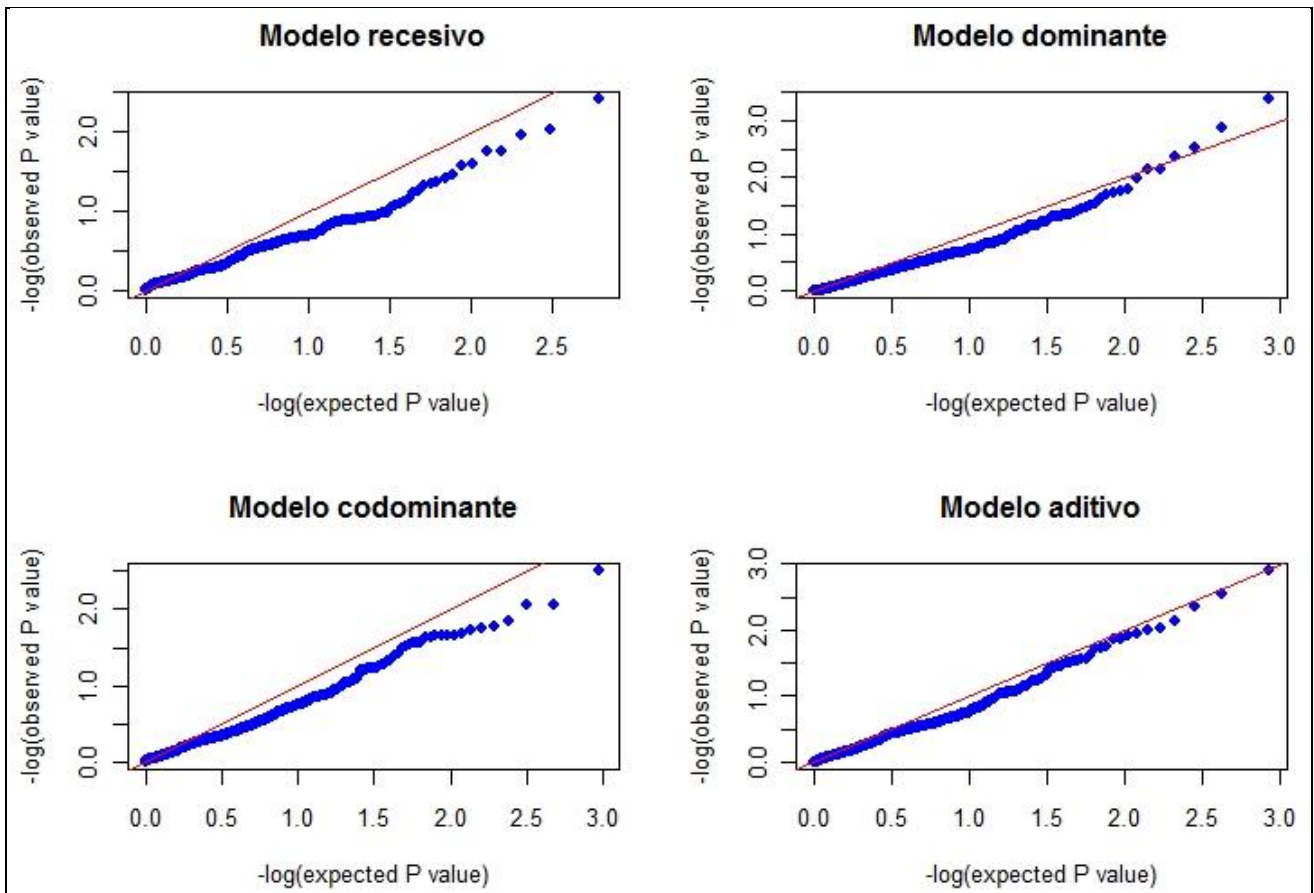 Modelo recesivo
-log(observed P value)
0.0 1.0 2.0
0.0 0.5 1.0 1.5 2.0 2.5
-log(expected P value)
Modelo dominante
-log(observed P value)
0.0 1.0 2.0 3.0
0.0 0.5 1.0 1.5 2.0 2.5 3.0
-log(expected P value)
Modelo codominante
-log(observed P value)
0.0 1.0 2.0
0.0 0.5 1.0 1.5 2.0 2.5 3.0
-log(expected P value)
Modelo aditivo
-log(observed P value)
0.0 1.0 2.0 3.0
0.0 0.5 1.0 1.5 2.0 2.5 3.0
-log(expected P value)